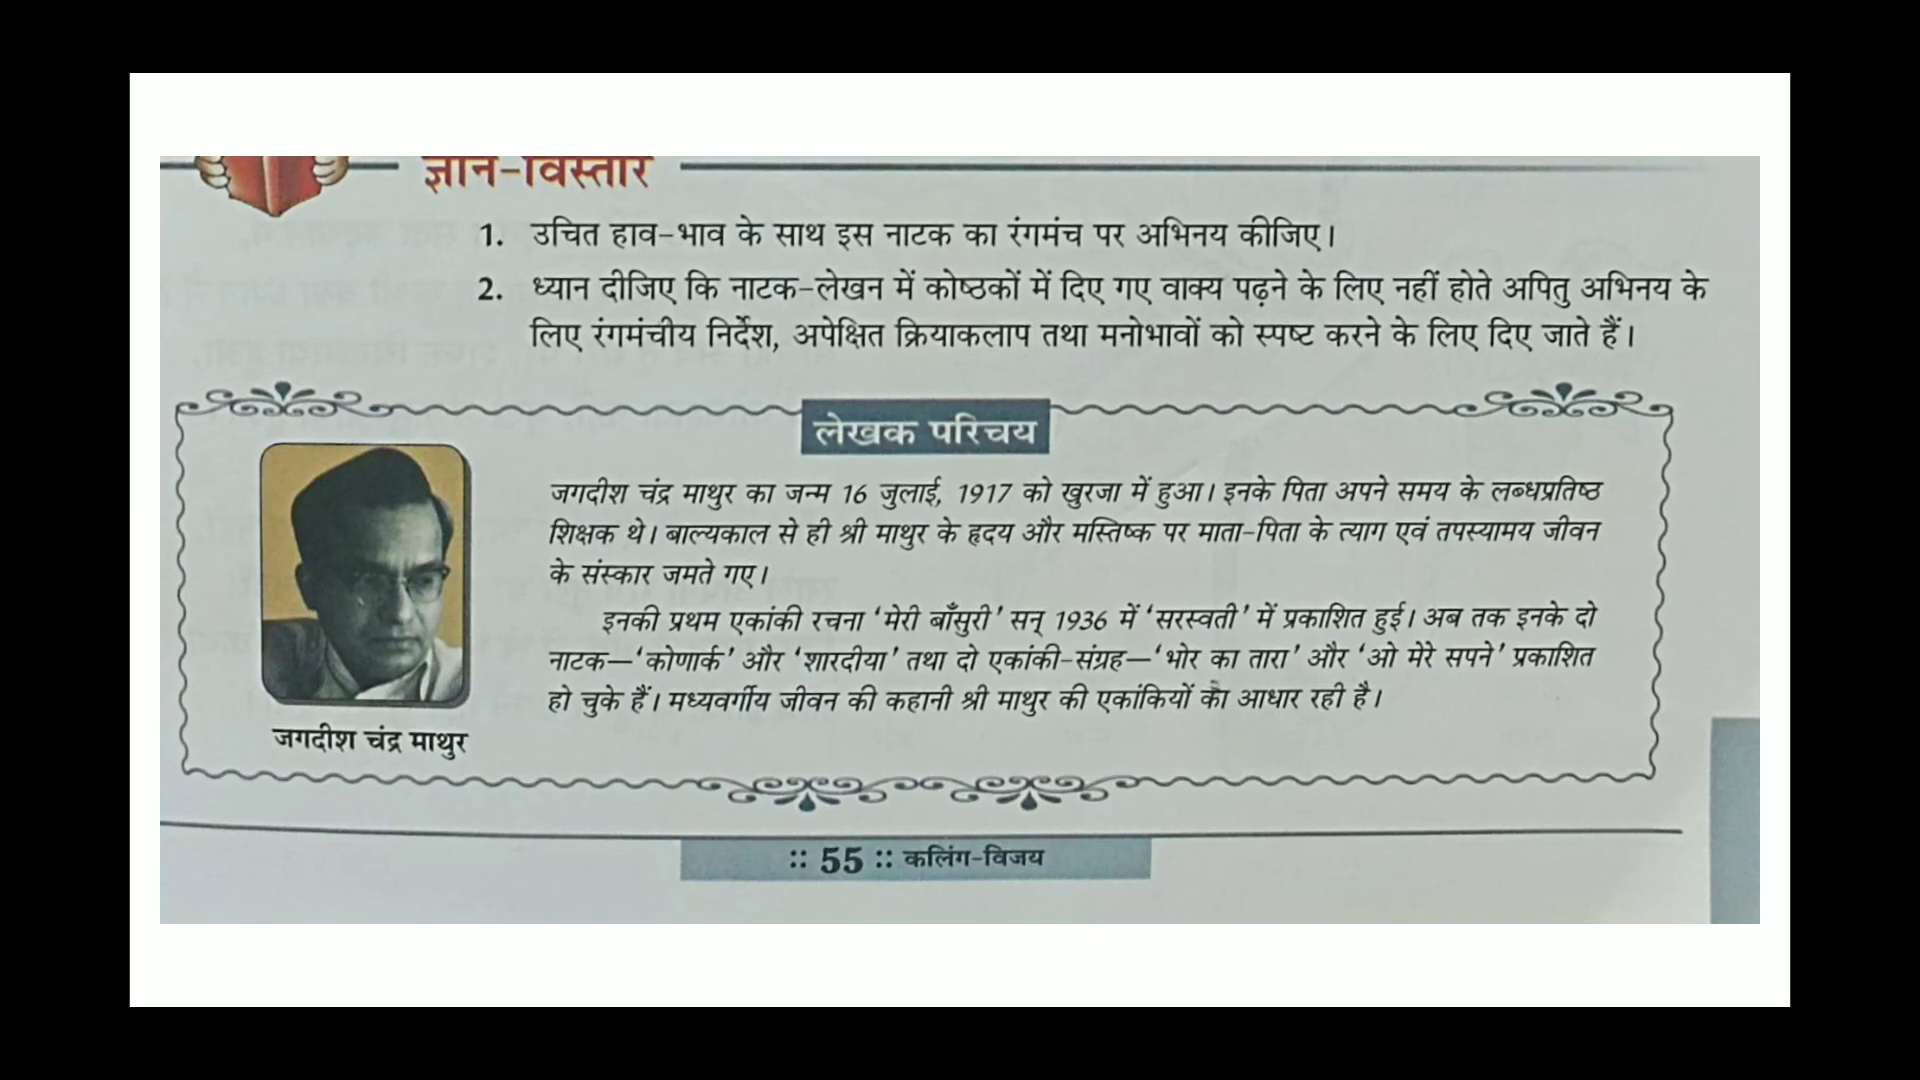 ज्ञान-विस्तार
1. उचित हाव-भाव के साथ इस नाटक का रंगमंच पर अभिनय कीजिए।
2. ध्यान दीजिए कि नाटक-लेखन में कोष्ठकों में दिए गए वाक्य पढ़ने के लिए नहीं होते अपितु अभिनय के
लिए रंगमंचीय निर्देश, अपेक्षित क्रियाकलाप तथा मनोभावों को स्पष्ट करने के लिए दिए जाते हैं।
लेखक परिचय
जगदीश चंद्र माथुर का जन्म 16 जुलाई, 1917 को खुरजा में हुआ। इनके पिता अपने समय के लब्धप्रतिष्ठ
शिक्षक थे। बाल्यकाल से ही श्री माथुर के हृदय और मस्तिष्क पर माता-पिता के त्याग एवं तपस्यामय जीवन
के संस्कार जमते गए।
इनकी प्रथम एकांकी रचना ‘मेरी बाँसुरी’ सन् 1936 में ‘सरस्वती’ में प्रकाशित हुई। अब तक इनके दो
नाटक—‘कोणार्क’ और ‘शारदीया’ तथा दो एकांकी-संग्रह—‘भोर का तारा’ और ‘ओ मेरे सपने’ प्रकाशित
हो चुके हैं। मध्यवर्गीय जीवन की कहानी श्री माथुर की एकांकियों का आधार रही है।
जगदीश चंद्र माथुर
:: 55 :: कलिंग-विजय